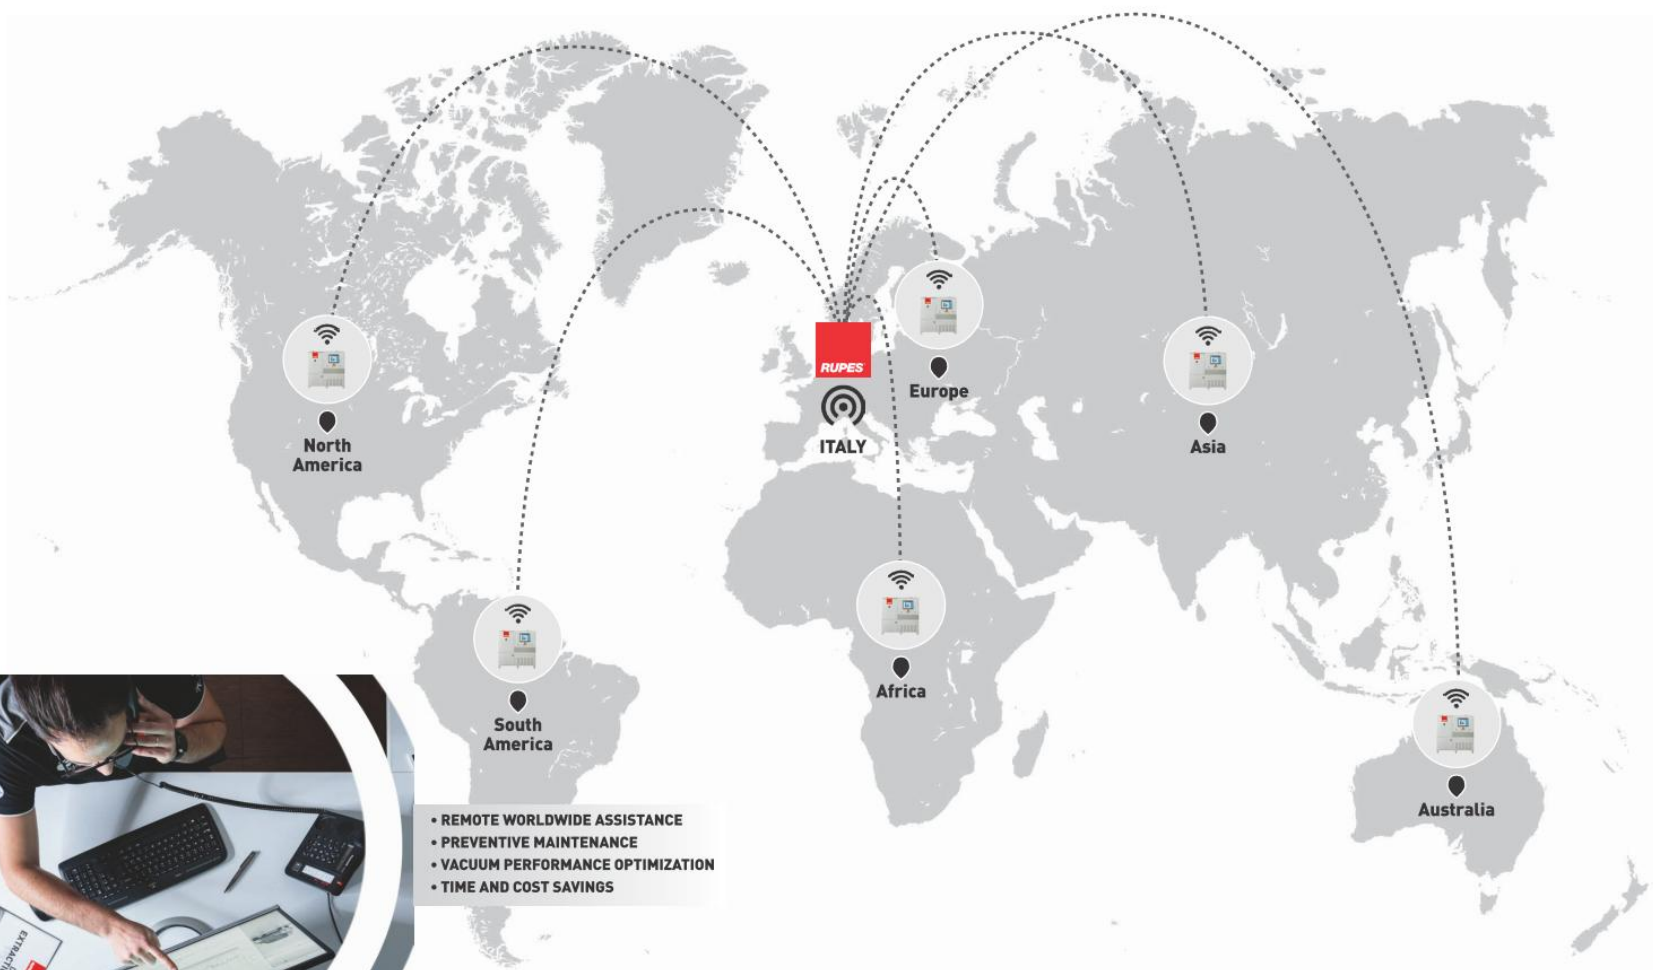 RUPES
ITALY
Europe
North
America
Asia
Africa
South
America
Australia
• REMOTE WORLDWIDE ASSISTANCE
• PREVENTIVE MAINTENANCE
• VACUUM PERFORMANCE OPTIMIZATION
• TIME AND COST SAVINGS